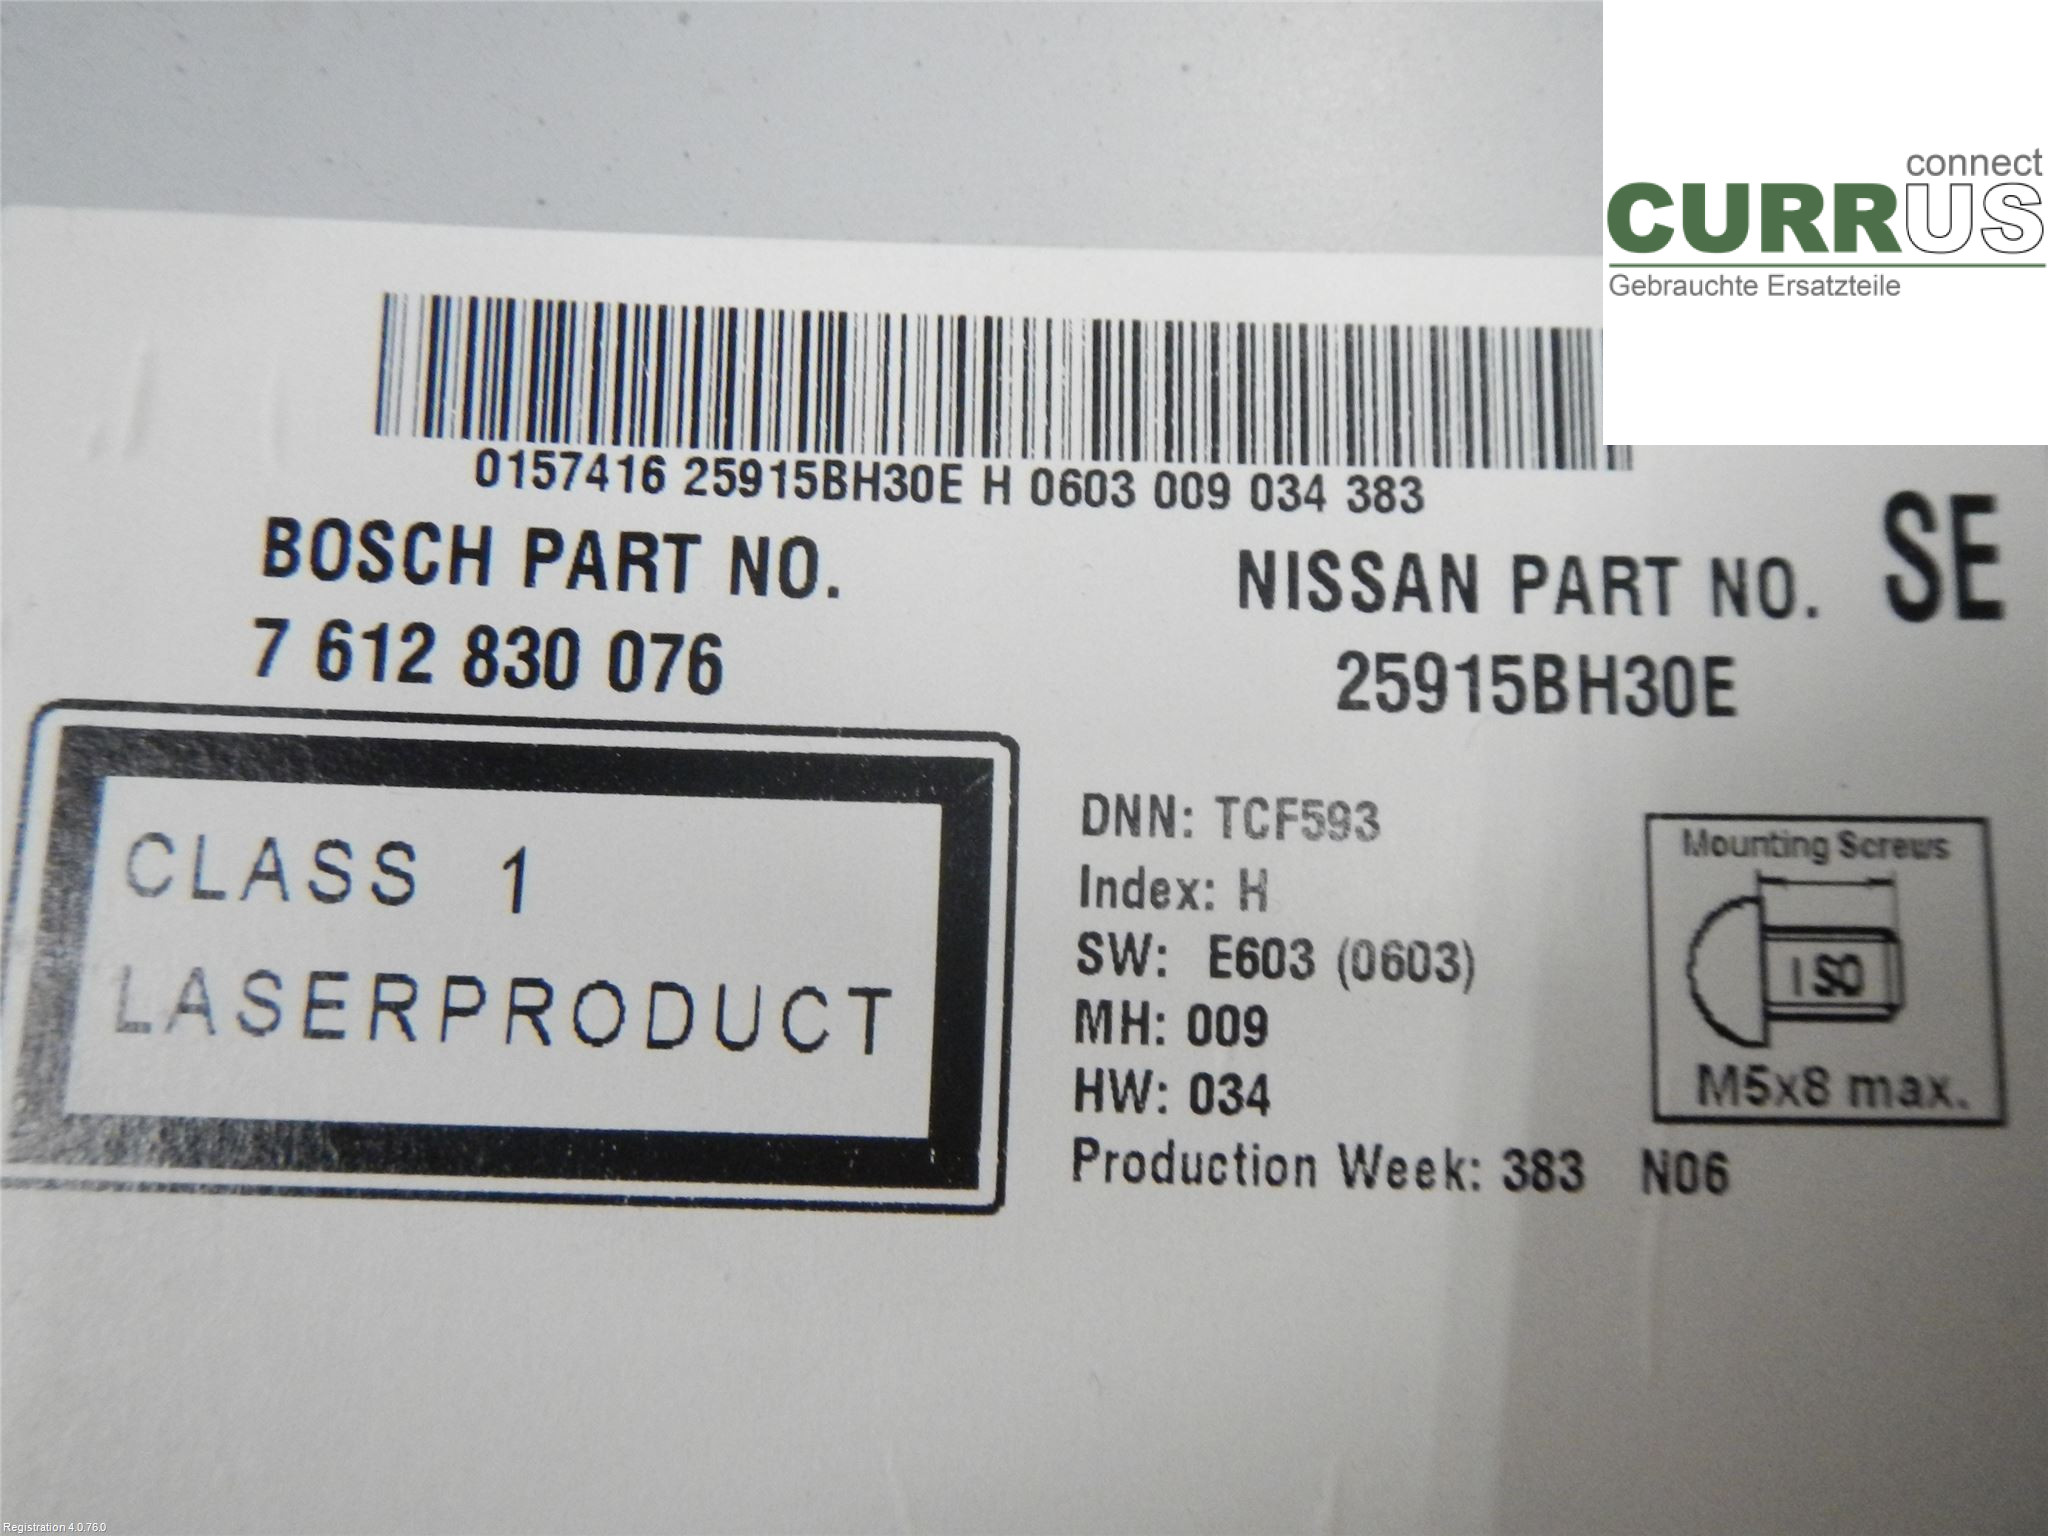 connect
CURRUS
Gebrauchte Ersatzteile
0157416 25915BH30E H 0603 009 034 383
BOSCH PART NO.
7 612 830 076
NISSAN PART NO.
SE
25915BH30E
CLASS 1
LASERPRODUCT
DNN: TCF593
Index: H
SW: E603 (0603)
MH: 009
HW: 034
Production Week: 383 N06
Mounting Screws
ISO
M5x8 max.
Registration 4.0.76.0